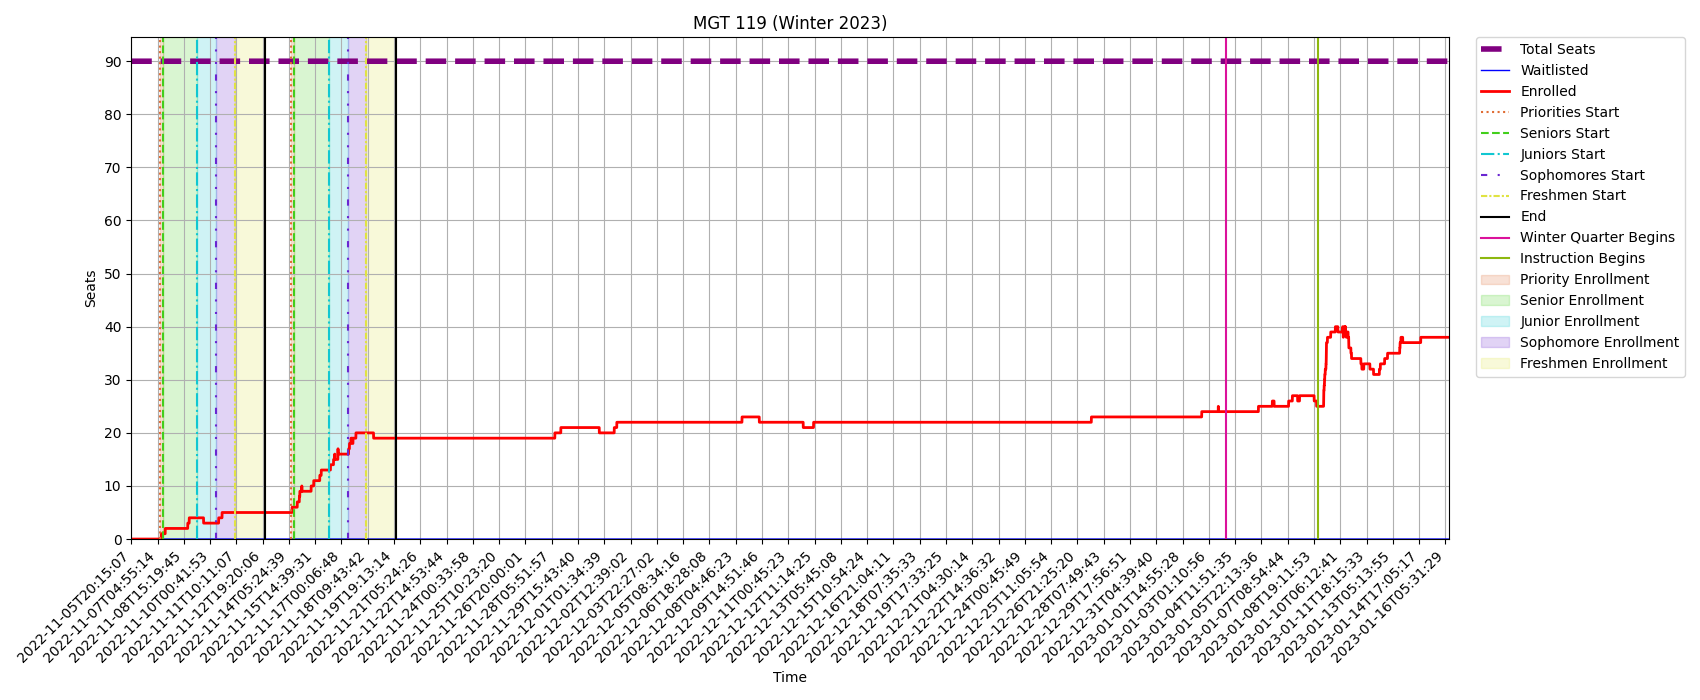 MGT 119 (Winter 2023)
Seats
90
80
70
60
50
40
30
20
10
0
2022-11-05T20:15:07
2022-11-07T04:55:14
2022-11-08T15:19:45
2022-11-10T00:41:53
2022-11-11T10:11:07
2022-11-12T19:20:06
2022-11-14T05:24:39
2022-11-15T14:39:31
2022-11-17T00:06:48
2022-11-18T09:43:42
2022-11-19T19:13:14
2022-11-21T05:24:26
2022-11-22T14:53:44
2022-11-24T00:33:58
2022-11-25T10:23:20
2022-11-26T20:00:01
2022-11-28T05:51:57
2022-11-29T15:43:40
2022-12-01T01:34:39
2022-12-02T12:39:02
2022-12-03T22:27:02
2022-12-05T08:34:16
2022-12-06T18:28:09
2022-12-08T04:46:23
2022-12-09T14:51:46
2022-12-11T00:45:23
2022-12-12T11:14:25
2022-12-13T05:45:08
2022-12-15T10:54:24
2022-12-16T21:04:11
2022-12-18T07:35:33
2022-12-19T17:33:25
2022-12-21T04:30:14
2022-12-22T14:36:32
2022-12-24T00:45:49
2022-12-25T11:05:54
2022-12-26T21:25:20
2022-12-28T07:49:43
2022-12-29T17:56:51
2022-12-31T04:39:40
2023-01-01T14:55:28
2023-01-03T01:10:56
2023-01-04T11:51:35
2023-01-05T22:13:36
2023-01-07T08:54:44
2023-01-08T19:11:53
2023-01-10T06:12:41
2023-01-11T18:15:33
2023-01-13T05:13:55
2023-01-14T17:05:17
2023-01-16T05:31:29
Time
Total Seats
Waitlisted
Enrolled
Priorities Start
Seniors Start
Juniors Start
Sophomores Start
Freshmen Start
End
Winter Quarter Begins
Instruction Begins
Priority Enrollment
Senior Enrollment
Junior Enrollment
Sophomore Enrollment
Freshmen Enrollment